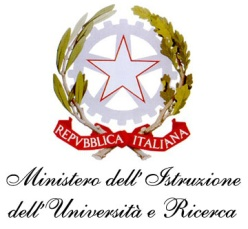 REPVBBLICA ITALIANA
Ministero dell'Istruzione
dell'Università e Ricerca